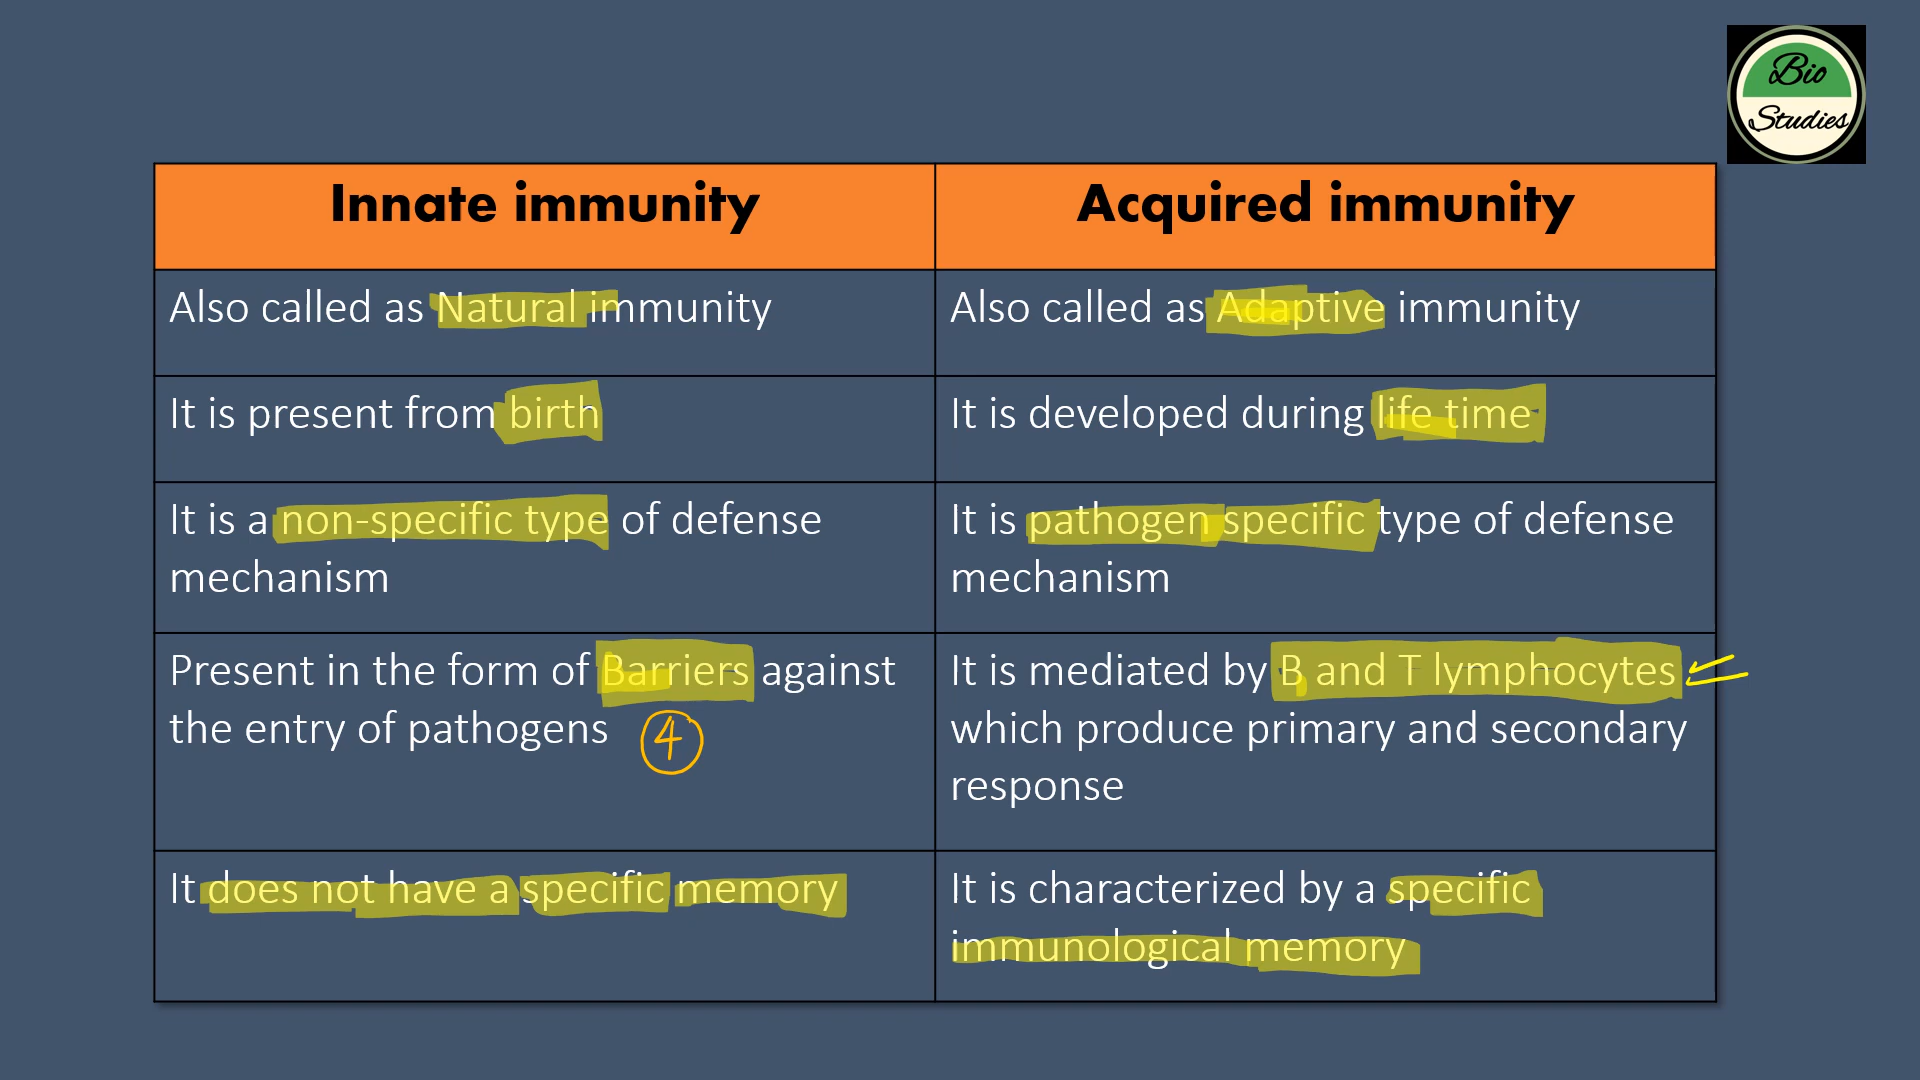 Bio
Studies
Innate immunity
Acquired immunity
Also called as Natural immunity
Also called as Adaptive immunity
It is present from birth
It is developed during life time
It is a non-specific type of defense
mechanism
It is pathogen specific type of defense
mechanism
Present in the form of Barriers against
the entry of pathogens
4
It is mediated by B and T lymphocytes
which produce primary and secondary
response
It does not have a specific memory
It is characterized by a specific
immunological memory